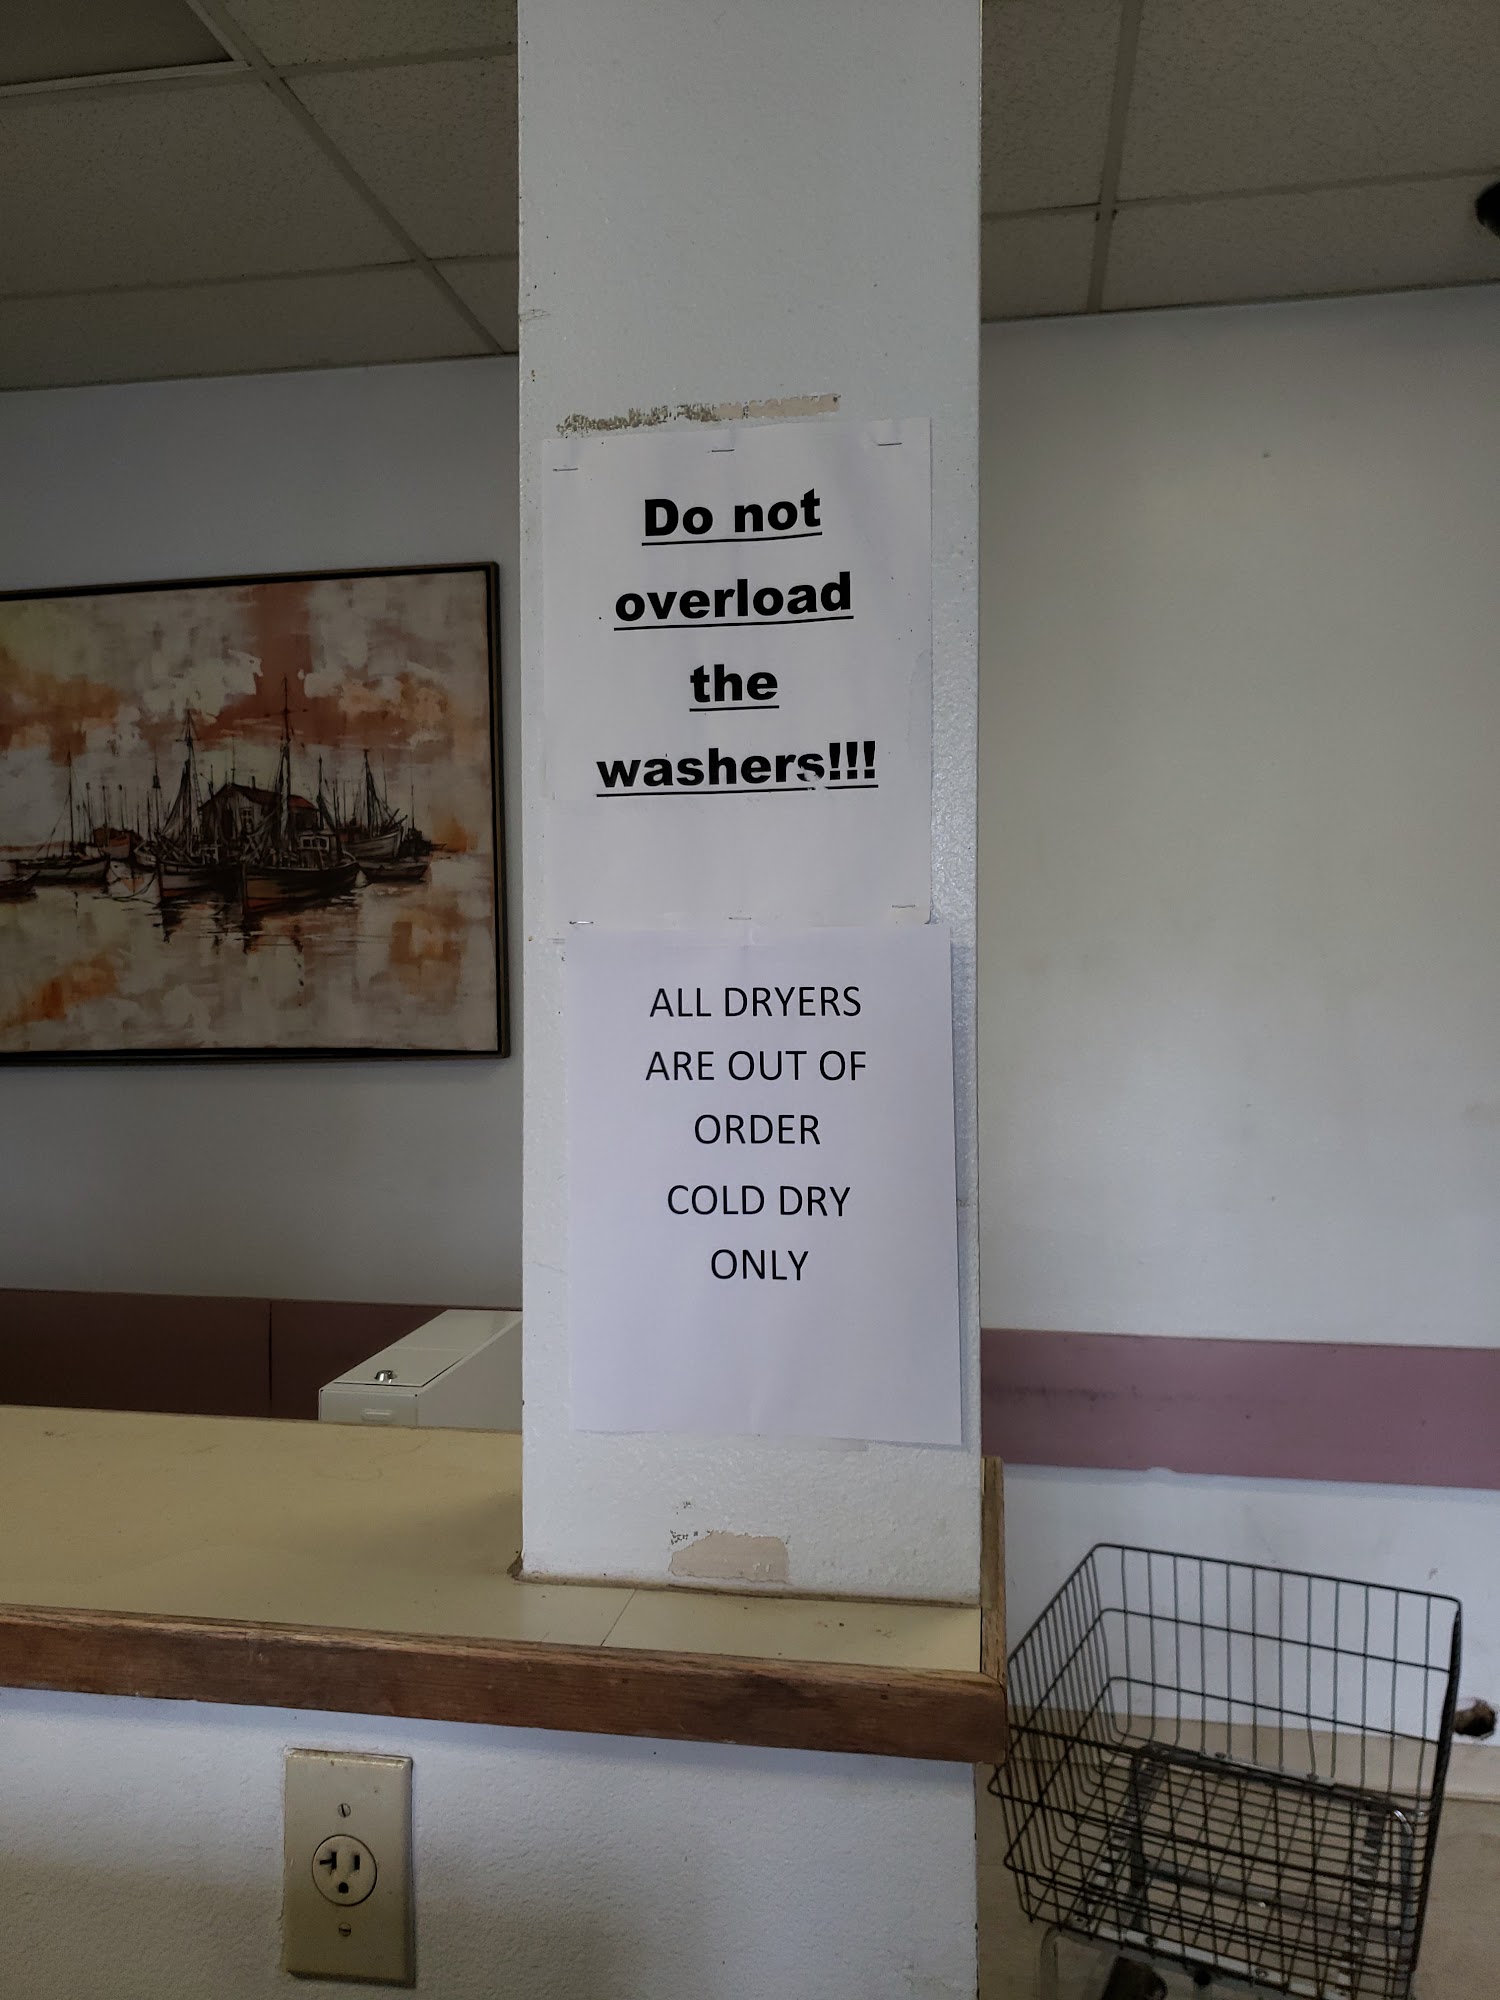 Do not
overload
the
washers!!!
ALL DRYERS
ARE OUT OF
ORDER
COLD DRY
ONLY